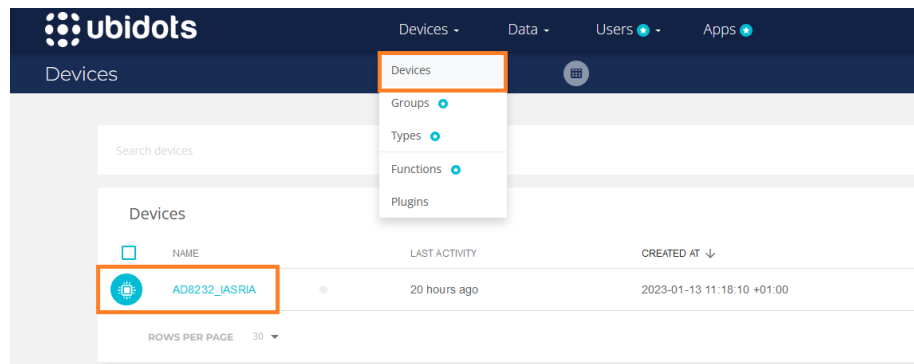 ubidots
Devices Data Users Apps
Devices
Devices
Groups
Types
Functions
Plugins
Search devices
Devices
NAME LAST ACTIVITY CREATED AT ↓
AD8232_IASRIA 20 hours ago 2023-01-13 11:18:10 +01:00
ROWS PER PAGE 30